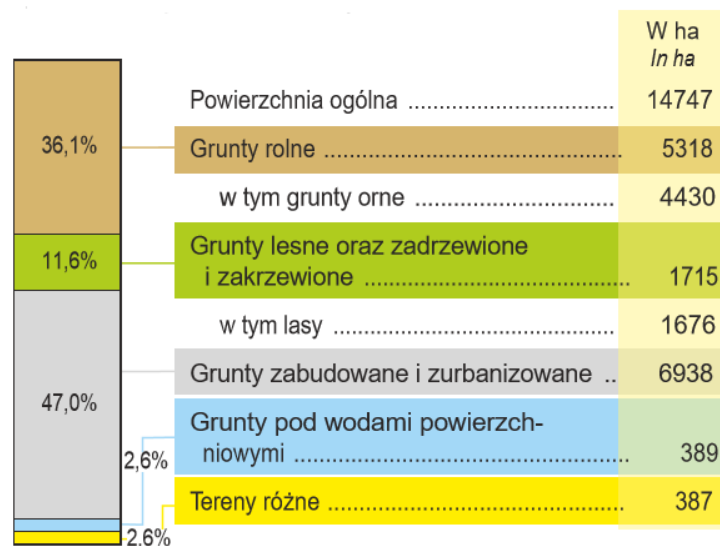 W ha
In ha
Powierzchnia ogólna ................................. 14747
36,1%
Grunty rolne .............................................. 5318
w tym grunty orne ............................... 4430
11,6%
Grunty lesne oraz zadrzewione
i zakrzewione ........................................ 1715
w tym lasy ........................................... 1676
Grunty zabudowane i zurbanizowane .. 6938
47,0%
Grunty pod wodami powierzch-
niowymi .................................................. 389
2,6%
Tereny różne ............................................. 387
2,6%